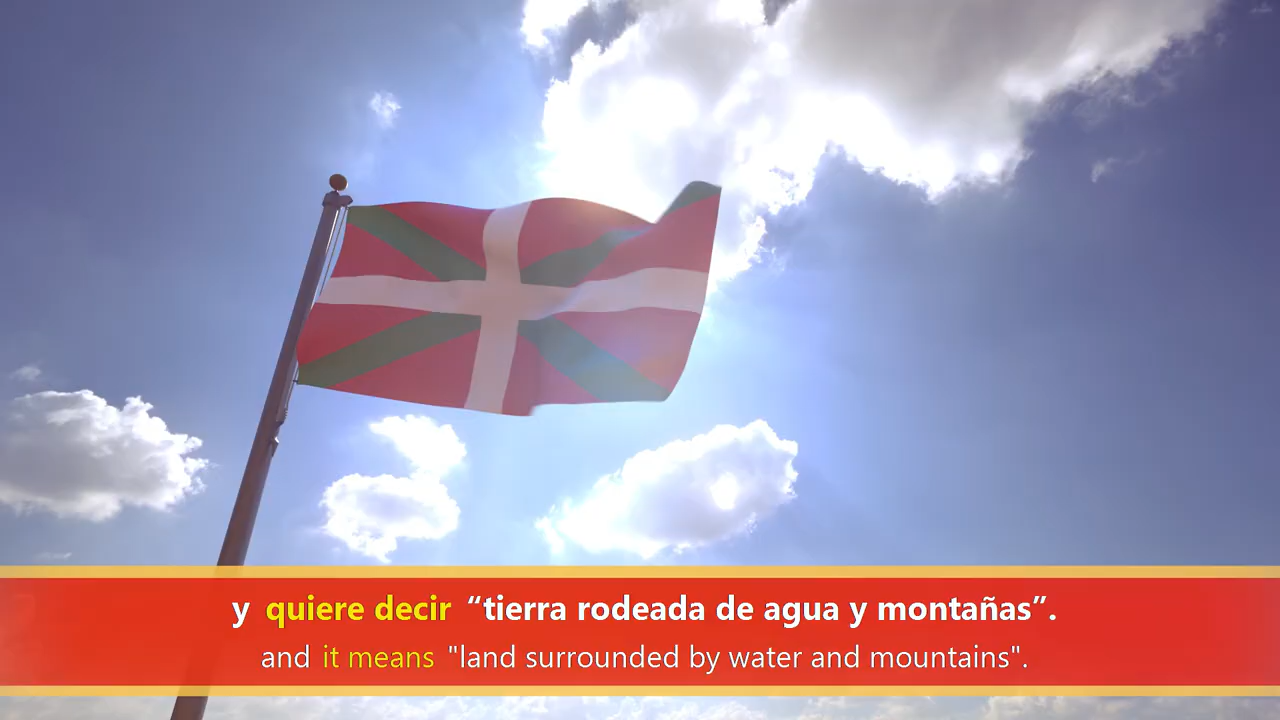 y quiere decir “tierra rodeada de agua y montañas”.
and it means "land surrounded by water and mountains".